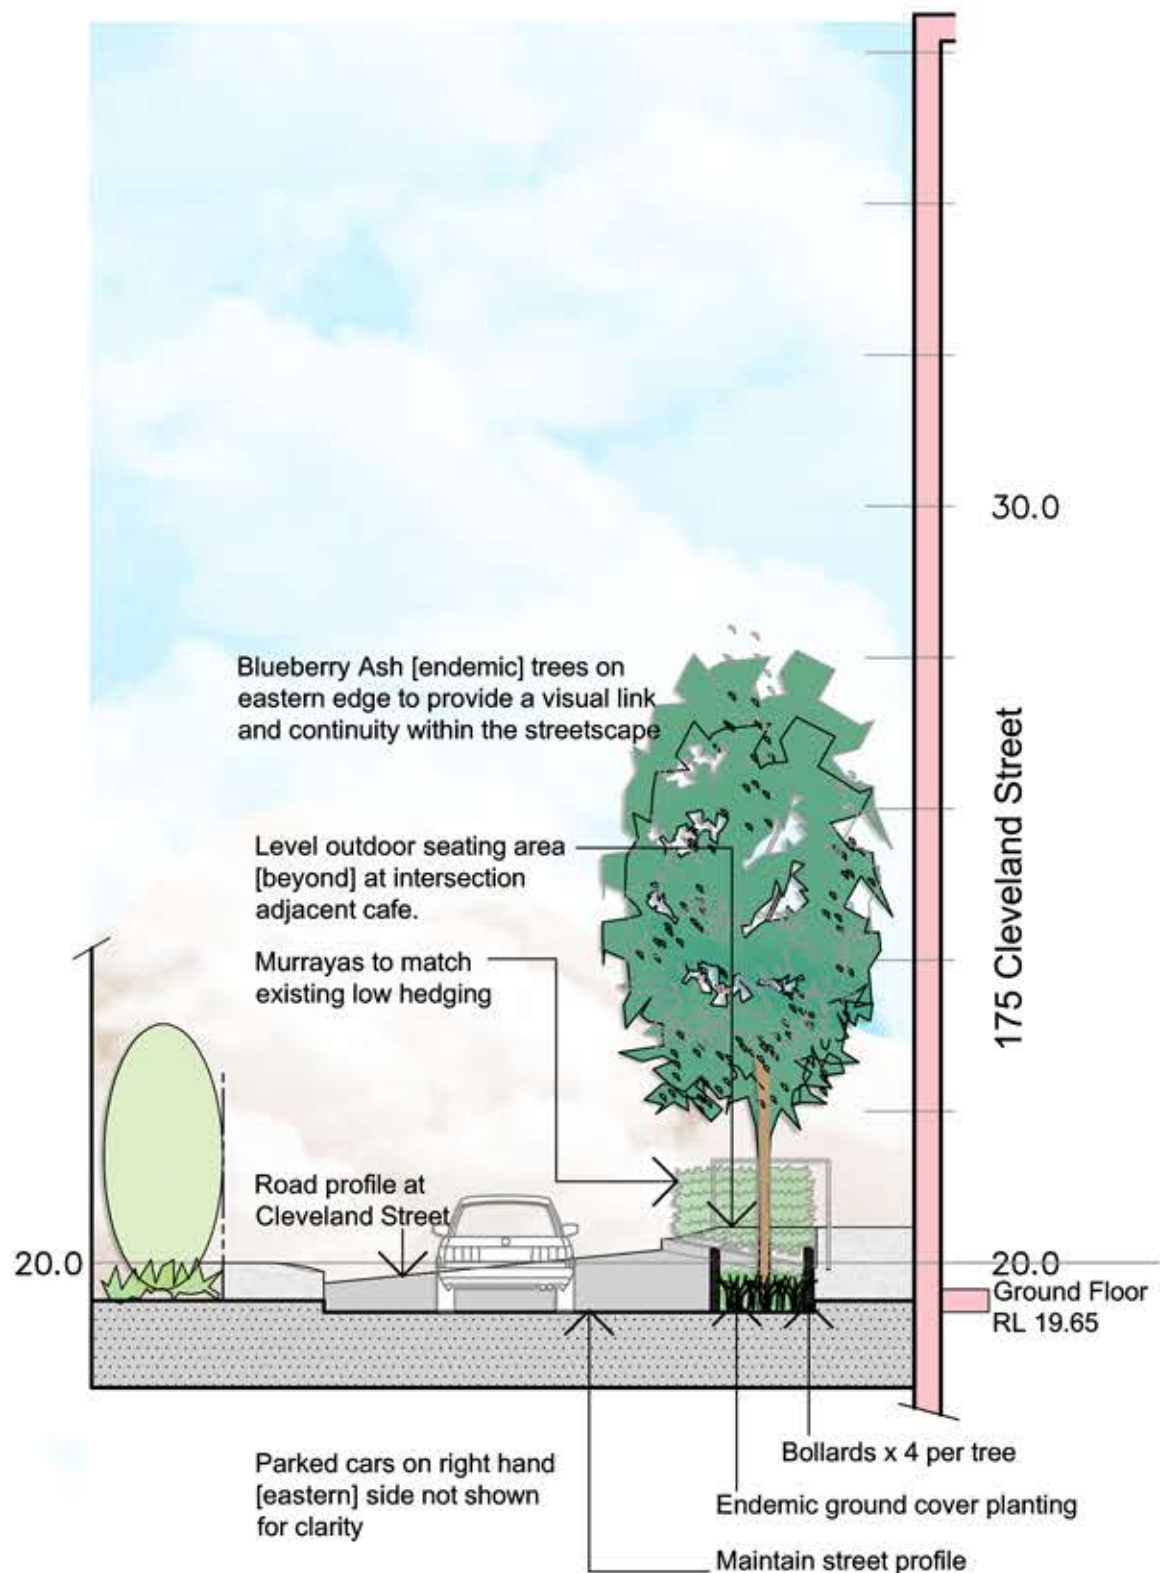 30.0
Blueberry Ash [endemic] trees on
eastern edge to provide a visual link
and continuity within the streetscape
175 Cleveland Street
Level outdoor seating area
[beyond] at intersection
adjacent cafe.
Murrayas to match
existing low hedging
Road profile at
Cleveland Street
20.0
20.0
Ground Floor
RL 19.65
Bollards x 4 per tree
Parked cars on right hand
[eastern] side not shown
for clarity
Endemic ground cover planting
Maintain street profile